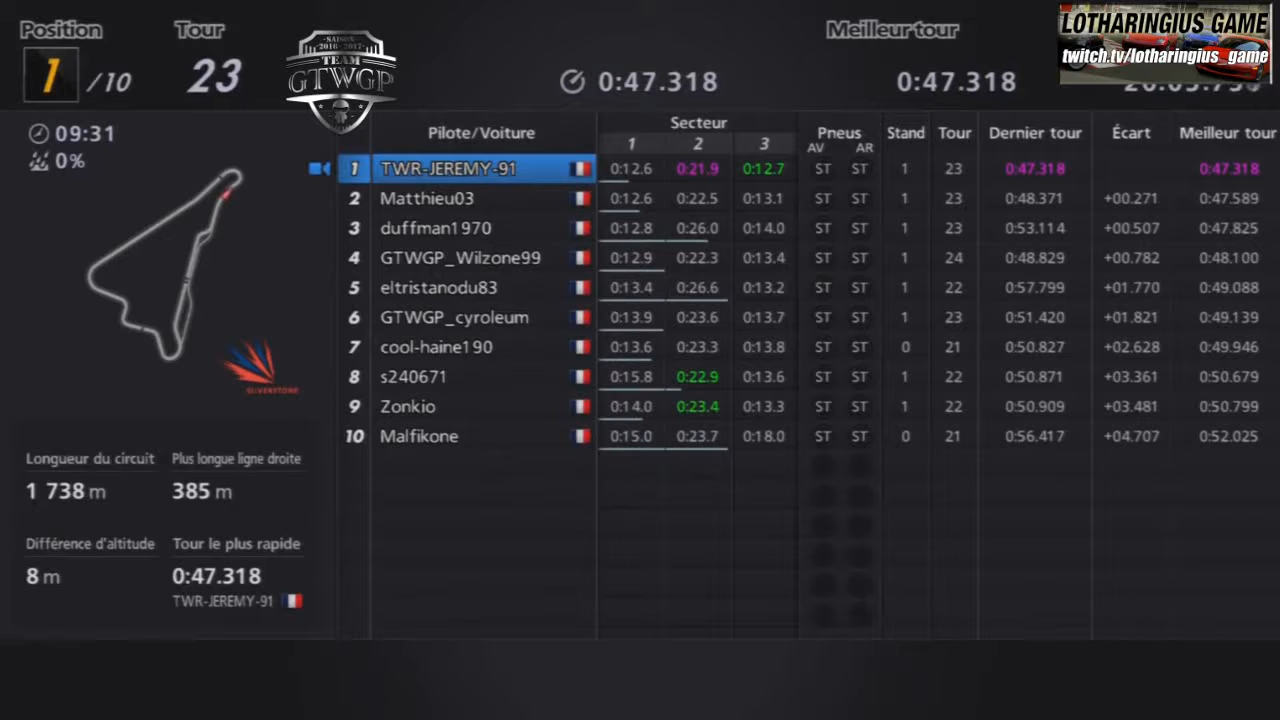 Position
Tour
Meilleur tour
LOTHARINGIUS GAME
twitch.tv/lotharingius_game
1 /10
23
SAISON
2016-2017
TEAM
GTWGP
0:47.318
0:47.318
09:31
0%
Pilote/Voiture
Secteur
1 2 3
Pneus
AV AR
Stand
Tour
Dernier tour
Écart
Meilleur tour
1 TWR-JEREMY-91 0:12.6 0:21.9 0:12.7 ST ST 1 23 0:47.318 0:47.318
2 Matthieu03 0:12.6 0:22.5 0:13.1 ST ST 1 23 0:48.371 +00.271 0:47.589
3 duffman1970 0:12.8 0:26.0 0:14.0 ST ST 1 23 0:53.114 +00.507 0:47.825
4 GTWGP_Wilzone99 0:12.9 0:22.3 0:13.4 ST ST 1 24 0:48.829 +00.782 0:48.100
5 eltristanodu83 0:13.4 0:26.6 0:13.2 ST ST 1 22 0:57.799 +01.770 0:49.088
6 GTWGP_cyroleum 0:13.9 0:23.6 0:13.7 ST ST 1 23 0:51.420 +01.821 0:49.139
7 cool-haine190 0:13.6 0:23.3 0:13.8 ST ST 0 21 0:50.827 +02.628 0:49.946
8 s240671 0:15.8 0:22.9 0:13.6 ST ST 1 22 0:50.871 +03.361 0:50.679
9 Zonkio 0:14.0 0:23.4 0:13.3 ST ST 1 22 0:50.909 +03.481 0:50.799
10 Malfikone 0:15.0 0:23.7 0:18.0 ST ST 0 21 0:56.417 +04.707 0:52.025
SILVERSTONE
Longueur du circuit
1 738 m
Plus longue ligne droite
385 m
Différence d'altitude
8 m
Tour le plus rapide
0:47.318
TWR-JEREMY-91